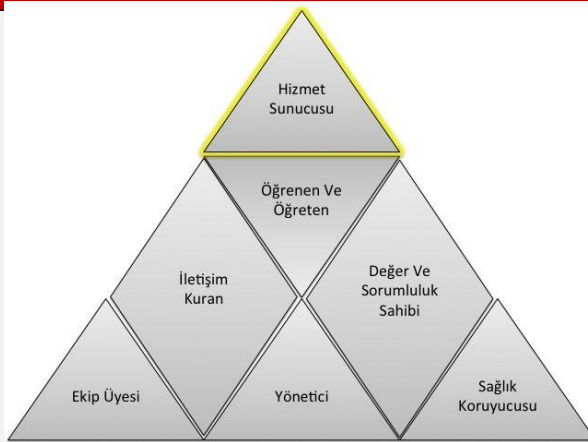 Hizmet
Sunucusu
Öğrenen Ve
Öğreten
İletişim
Kuran
Değer Ve
Sorumluluk
Sahibi
Ekip Üyesi
Yönetici
Sağlık
Koruyucusu